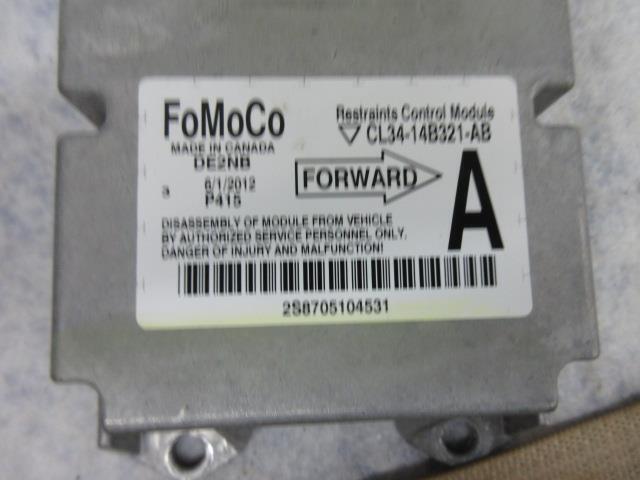 FoMoCo
MADE IN CANADA
DE2NB
Restraints Control Module
CL34-14B321-AB
3
6/1/2012
P415
FORWARD
A
DISASSEMBLY OF MODULE FROM VEHICLE
BY AUTHORIZED SERVICE PERSONNEL ONLY.
DANGER OF INJURY AND MALFUNCTION!
2S8705104531